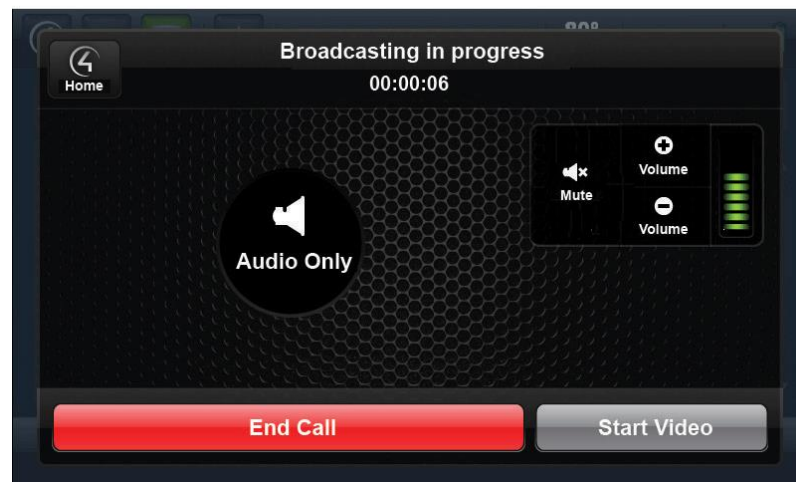 Broadcasting in progress
00:00:06
Home
Volume
Mute
Volume
Audio Only
End Call
Start Video